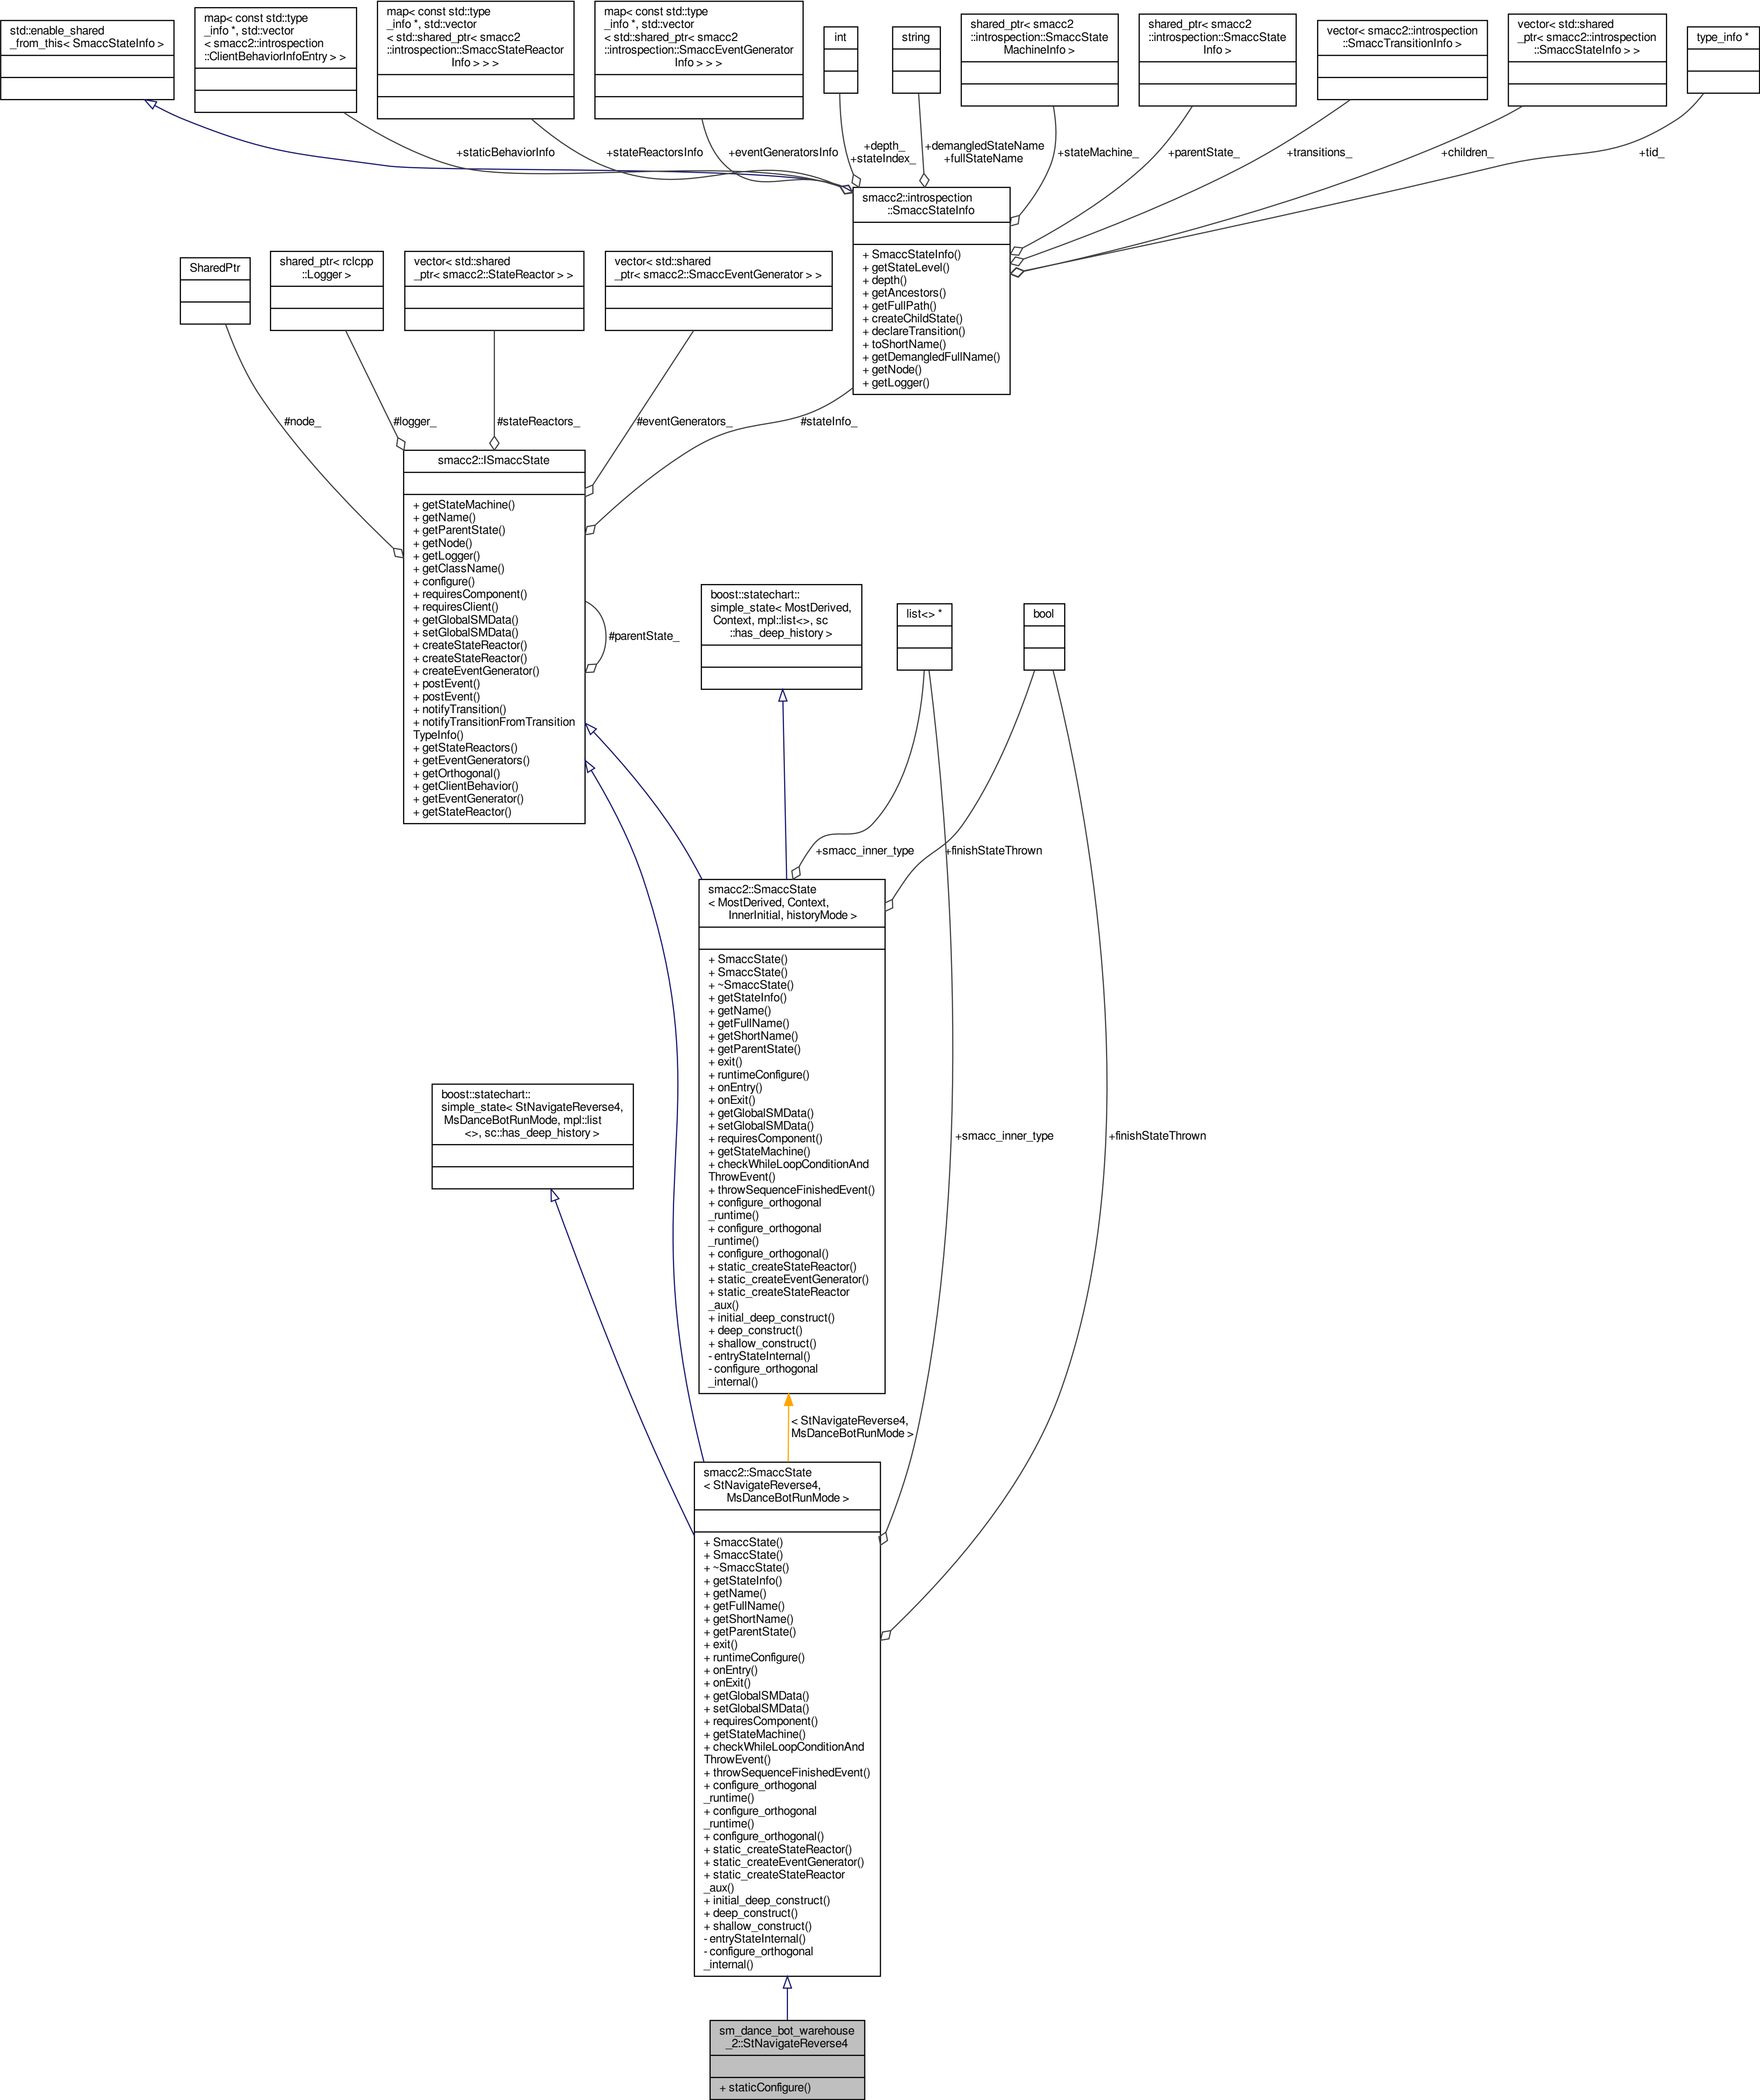 std::enable_shared
_from_this< SmaccStateInfo >
map< const std::type
_info *, std::vector
< smacc2::introspection
::ClientBehaviorInfoEntry > >
map< const std::type
_info *, std::vector
< std::shared_ptr< smacc2
::introspection::SmaccStateReactor
Info > > >
map< const std::type
_info *, std::vector
< std::shared_ptr< smacc2
::introspection::SmaccEventGenerator
Info > > >
int
string
shared_ptr< smacc2
::introspection::SmaccState
MachineInfo >
shared_ptr< smacc2
::introspection::SmaccState
Info >
vector< smacc2::introspection
::SmaccTransitionInfo >
vector< std::shared
_ptr< smacc2::introspection
::SmaccStateInfo > >
type_info *
+staticBehaviorInfo
+stateReactorsInfo
+eventGeneratorsInfo
+depth_
+stateIndex_
+demangledStateName
+fullStateName
+stateMachine_
+parentState_
+transitions_
+children_
+tid_
smacc2::introspection
::SmaccStateInfo
+ SmaccStateInfo()
+ getStateLevel()
+ depth()
+ getAncestors()
+ getFullPath()
+ createChildState()
+ declareTransition()
+ toShortName()
+ getDemangledFullName()
+ getNode()
+ getLogger()
SharedPtr
shared_ptr< rclcpp
::Logger >
vector< std::shared
_ptr< smacc2::StateReactor > >
vector< std::shared
_ptr< smacc2::SmaccEventGenerator > >
#node_
#logger_
#stateReactors_
#eventGenerators_
#stateInfo_
smacc2::ISmaccState
+ getStateMachine()
+ getName()
+ getParentState()
+ getNode()
+ getLogger()
+ getClassName()
+ configure()
+ requiresComponent()
+ requiresClient()
+ getGlobalSMData()
+ setGlobalSMData()
+ createStateReactor()
+ createStateReactor()
+ createEventGenerator()
+ postEvent()
+ postEvent()
+ notifyTransition()
+ notifyTransitionFromTransition
TypeInfo()
+ getStateReactors()
+ getEventGenerators()
+ getOrthogonal()
+ getClientBehavior()
+ getEventGenerator()
+ getStateReactor()
#parentState_
boost::statechart::
simple_state< MostDerived,
Context, mpl::list<>, sc
::has_deep_history >
list<> *
bool
+smacc_inner_type
+finishStateThrown
smacc2::SmaccState
< MostDerived, Context,
InnerInitial, historyMode >
+ SmaccState()
+ SmaccState()
+ ~SmaccState()
+ getStateInfo()
+ getName()
+ getFullName()
+ getShortName()
+ getParentState()
+ exit()
+ runtimeConfigure()
+ onEntry()
+ onExit()
+ getGlobalSMData()
+ setGlobalSMData()
+ requiresComponent()
+ getStateMachine()
+ checkWhileLoopConditionAnd
ThrowEvent()
+ throwSequenceFinishedEvent()
+ configure_orthogonal
_runtime()
+ configure_orthogonal
_runtime()
+ configure_orthogonal()
+ static_createStateReactor()
+ static_createEventGenerator()
+ static_createStateReactor
_aux()
+ initial_deep_construct()
+ deep_construct()
+ shallow_construct()
- entryStateInternal()
- configure_orthogonal
_internal()
boost::statechart::
simple_state< StNavigateReverse4,
MsDanceBotRunMode, mpl::list
<>, sc::has_deep_history >
+smacc_inner_type
+finishStateThrown
< StNavigateReverse4,
MsDanceBotRunMode >
smacc2::SmaccState
< StNavigateReverse4,
MsDanceBotRunMode >
+ SmaccState()
+ SmaccState()
+ ~SmaccState()
+ getStateInfo()
+ getName()
+ getFullName()
+ getShortName()
+ getParentState()
+ exit()
+ runtimeConfigure()
+ onEntry()
+ onExit()
+ getGlobalSMData()
+ setGlobalSMData()
+ requiresComponent()
+ getStateMachine()
+ checkWhileLoopConditionAnd
ThrowEvent()
+ throwSequenceFinishedEvent()
+ configure_orthogonal
_runtime()
+ configure_orthogonal
_runtime()
+ configure_orthogonal()
+ static_createStateReactor()
+ static_createEventGenerator()
+ static_createStateReactor
_aux()
+ initial_deep_construct()
+ deep_construct()
+ shallow_construct()
- entryStateInternal()
- configure_orthogonal
_internal()
sm_dance_bot_warehouse
_2::StNavigateReverse4
+ staticConfigure()